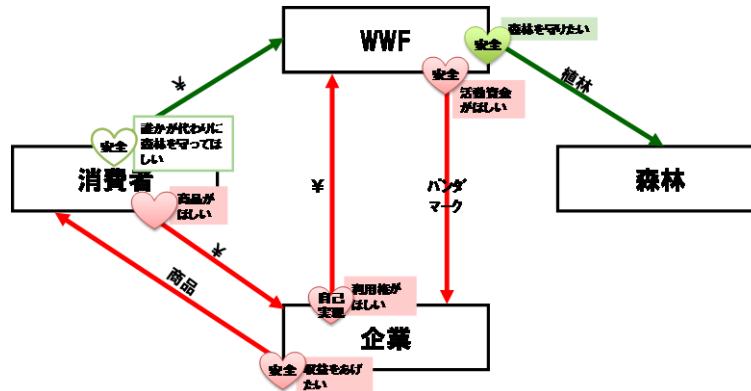 WWF
安全
森林を守りたい
安全
活動資金
がほしい
¥
植林
安全
誰かが代わりに
森林を守ってほ
しい
消費者
森林
商品が
ほしい
¥
パンダ
マーク
¥
商品
自己
実現
利用権が
ほしい
企業
安全
収益をあげ
たい